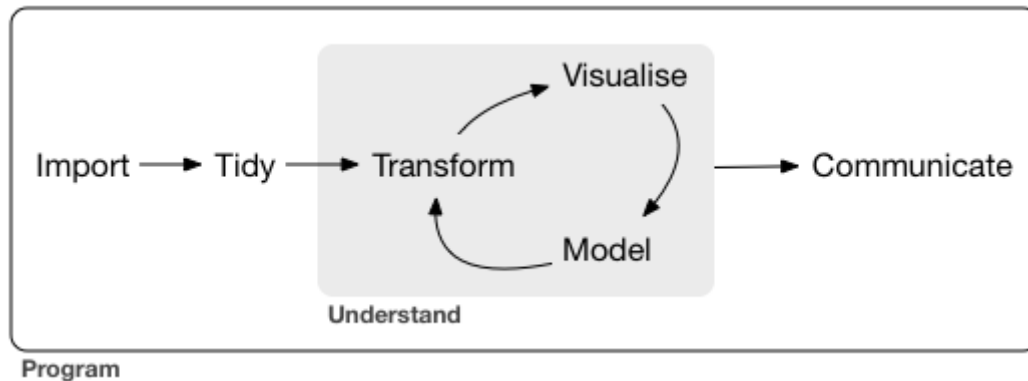 Visualise
Import Tidy Transform Communicate
Model
Understand
Program